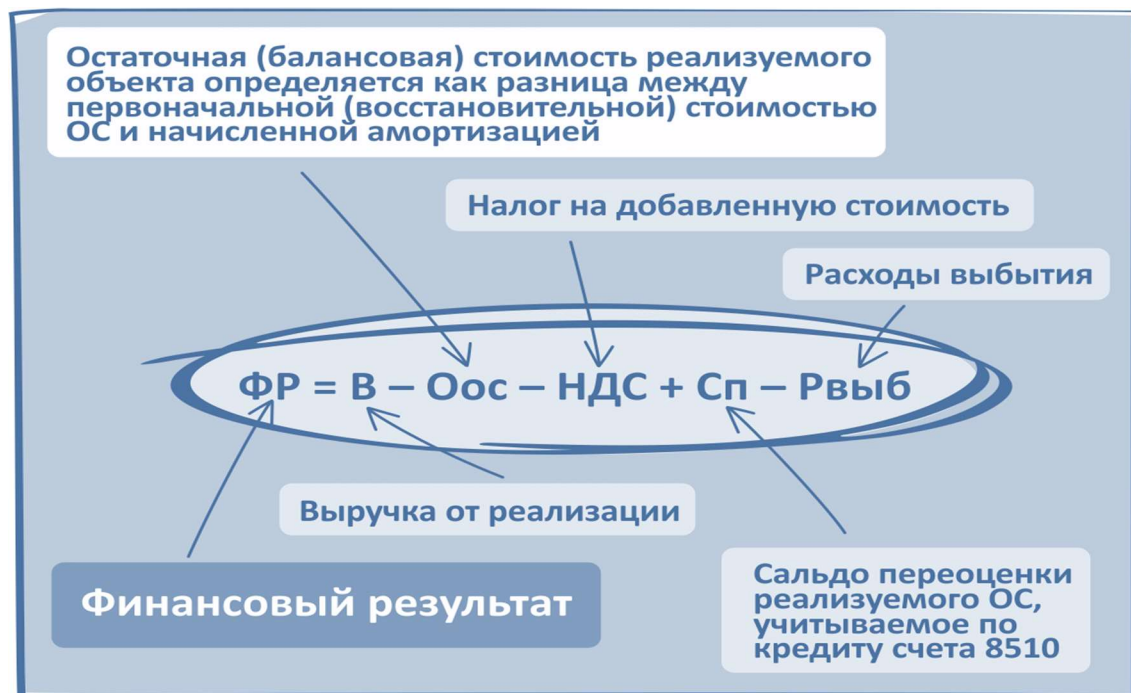 Остаточная (балансовая) стоимость реализуемого
объекта определяется как разница между
первоначальной (восстановительной) стоимостью
ОС и начисленной амортизацией
Налог на добавленную стоимость
Расходы выбытия
ФР = В – Оос – НДС + Сп – Рвыб
Выручка от реализации
Финансовый результат
Сальдо переоценки
реализуемого ОС,
учитываемое по
кредиту счета 8510